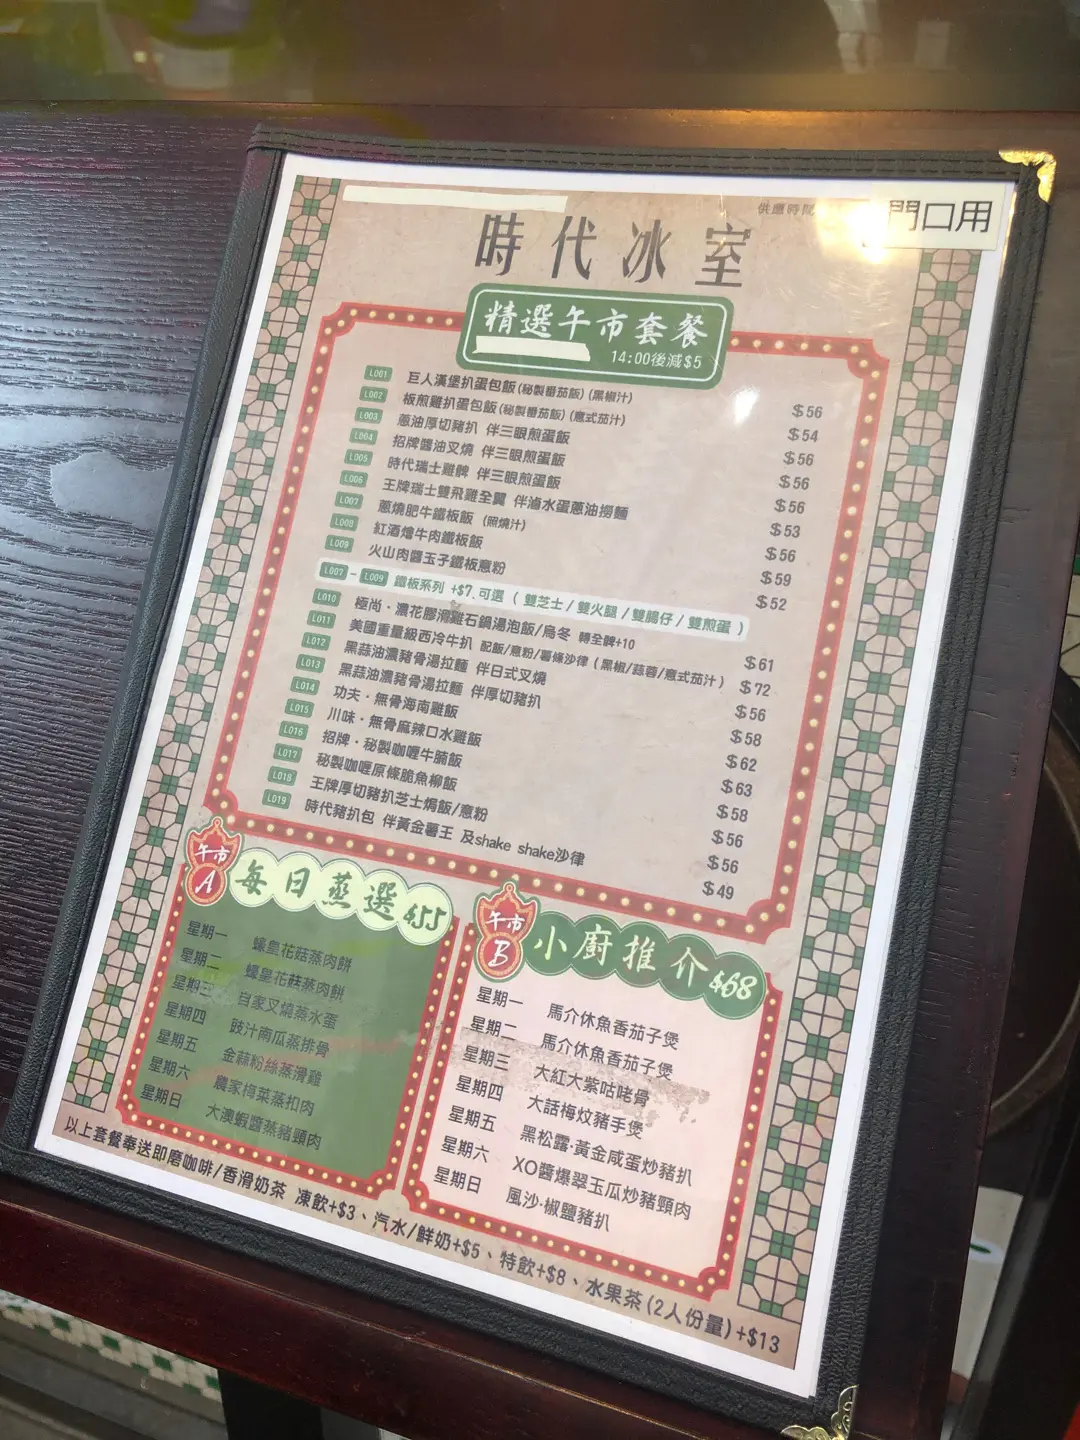 供應時間
門口用
時代冰室
精選午市套餐
14:00後減$5
L001 巨人漢堡扒蛋包飯(秘製番茄飯)(黑椒汁) $56
L002 板煎雞扒蛋包飯(秘製番茄飯)(意式茄汁) $54
L003 蔥油厚切豬扒 伴三眼煎蛋飯 $56
L004 招牌醬油叉燒 伴三眼煎蛋飯 $56
L005 時代瑞士雞髀 伴三眼煎蛋飯 $56
L006 王牌瑞士雙飛雞全翼 伴滷水蛋蔥油撈麵 $53
L007 蔥燒肥牛鐵板飯 (照燒汁) $56
L008 紅酒燴牛肉鐵板飯 $59
L009 火山肉醬玉子鐵板意粉 $52
L007 - L009 鐵板系列 +$7 可選 ( 雙芝士 / 雙火腿 / 雙腸仔 / 雙煎蛋 )
L010 極尚·濃花膠滑雞石鍋湯泡飯/烏冬 轉全髀+10 $61
L011 美國重量級西冷牛扒 配飯/意粉/薯條沙律 (黑椒/蒜蓉/意式茄汁) $72
L012 黑蒜油濃豬骨湯拉麵 伴日式叉燒 $56
L013 黑蒜油濃豬骨湯拉麵 伴厚切豬扒 $58
L014 功夫·無骨海南雞飯 $62
L015 川味·無骨麻辣口水雞飯 $63
L016 招牌·秘製咖喱牛腩飯 $58
L017 秘製咖喱原條脆魚柳飯 $56
L018 王牌厚切豬扒芝士焗飯/意粉 $56
L019 時代豬扒包 伴黃金薯王 及shake shake沙律 $49
午市A 每日蒸選 $55
星期一 蠔皇花菇蒸肉餅
星期二 蠔皇花菇蒸肉餅
星期三 自家叉燒蒸水蛋
星期四 豉汁南瓜蒸排骨
星期五 金蒜粉絲蒸滑雞
星期六 農家梅菜蒸扣肉
星期日 大澳蝦醬蒸豬頸肉
午市B 小廚推介 $68
星期一 馬介休魚香茄子煲
星期二 馬介休魚香茄子煲
星期三 大紅大紫咕咾骨
星期四 大話梅炆豬手煲
星期五 黑松露·黃金咸蛋炒豬扒
星期六 XO醬爆翠玉瓜炒豬頸肉
星期日 風沙·椒鹽豬扒
以上套餐奉送即磨咖啡/香滑奶茶 凍飲+$3、汽水/鮮奶+$5、特飲+$8、水果茶(2人份量)+$13